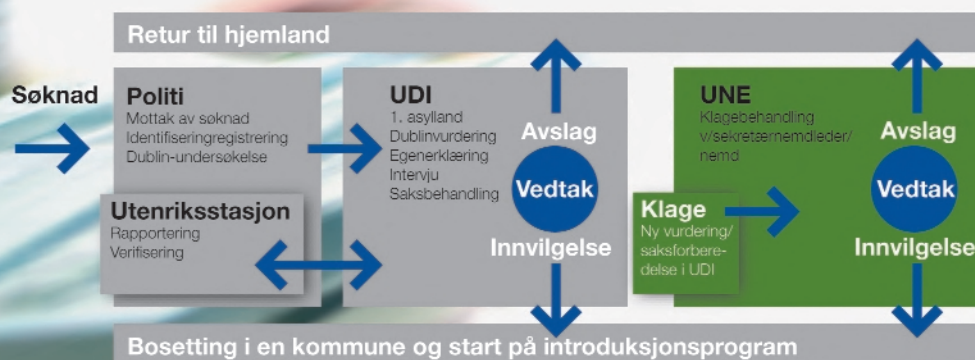 Retur til hjemland
Søknad
Politi
Mottak av søknad
Identifiseringregistrering
Dublin-undersøkelse
Utenriksstasjon
Rapportering
Verifisering
UDI
1. asylland
Dublinvurdering
Egenerklæring
Intervju
Saksbehandling
Avslag
Vedtak
Innvilgelse
Klage
Ny vurdering/
saksforbere-
delse i UDI
UNE
Klagebehandling
v/sekretærnemdleder/
nemd
Avslag
Vedtak
Innvilgelse
Bosetting i en kommune og start på introduksjonsprogram